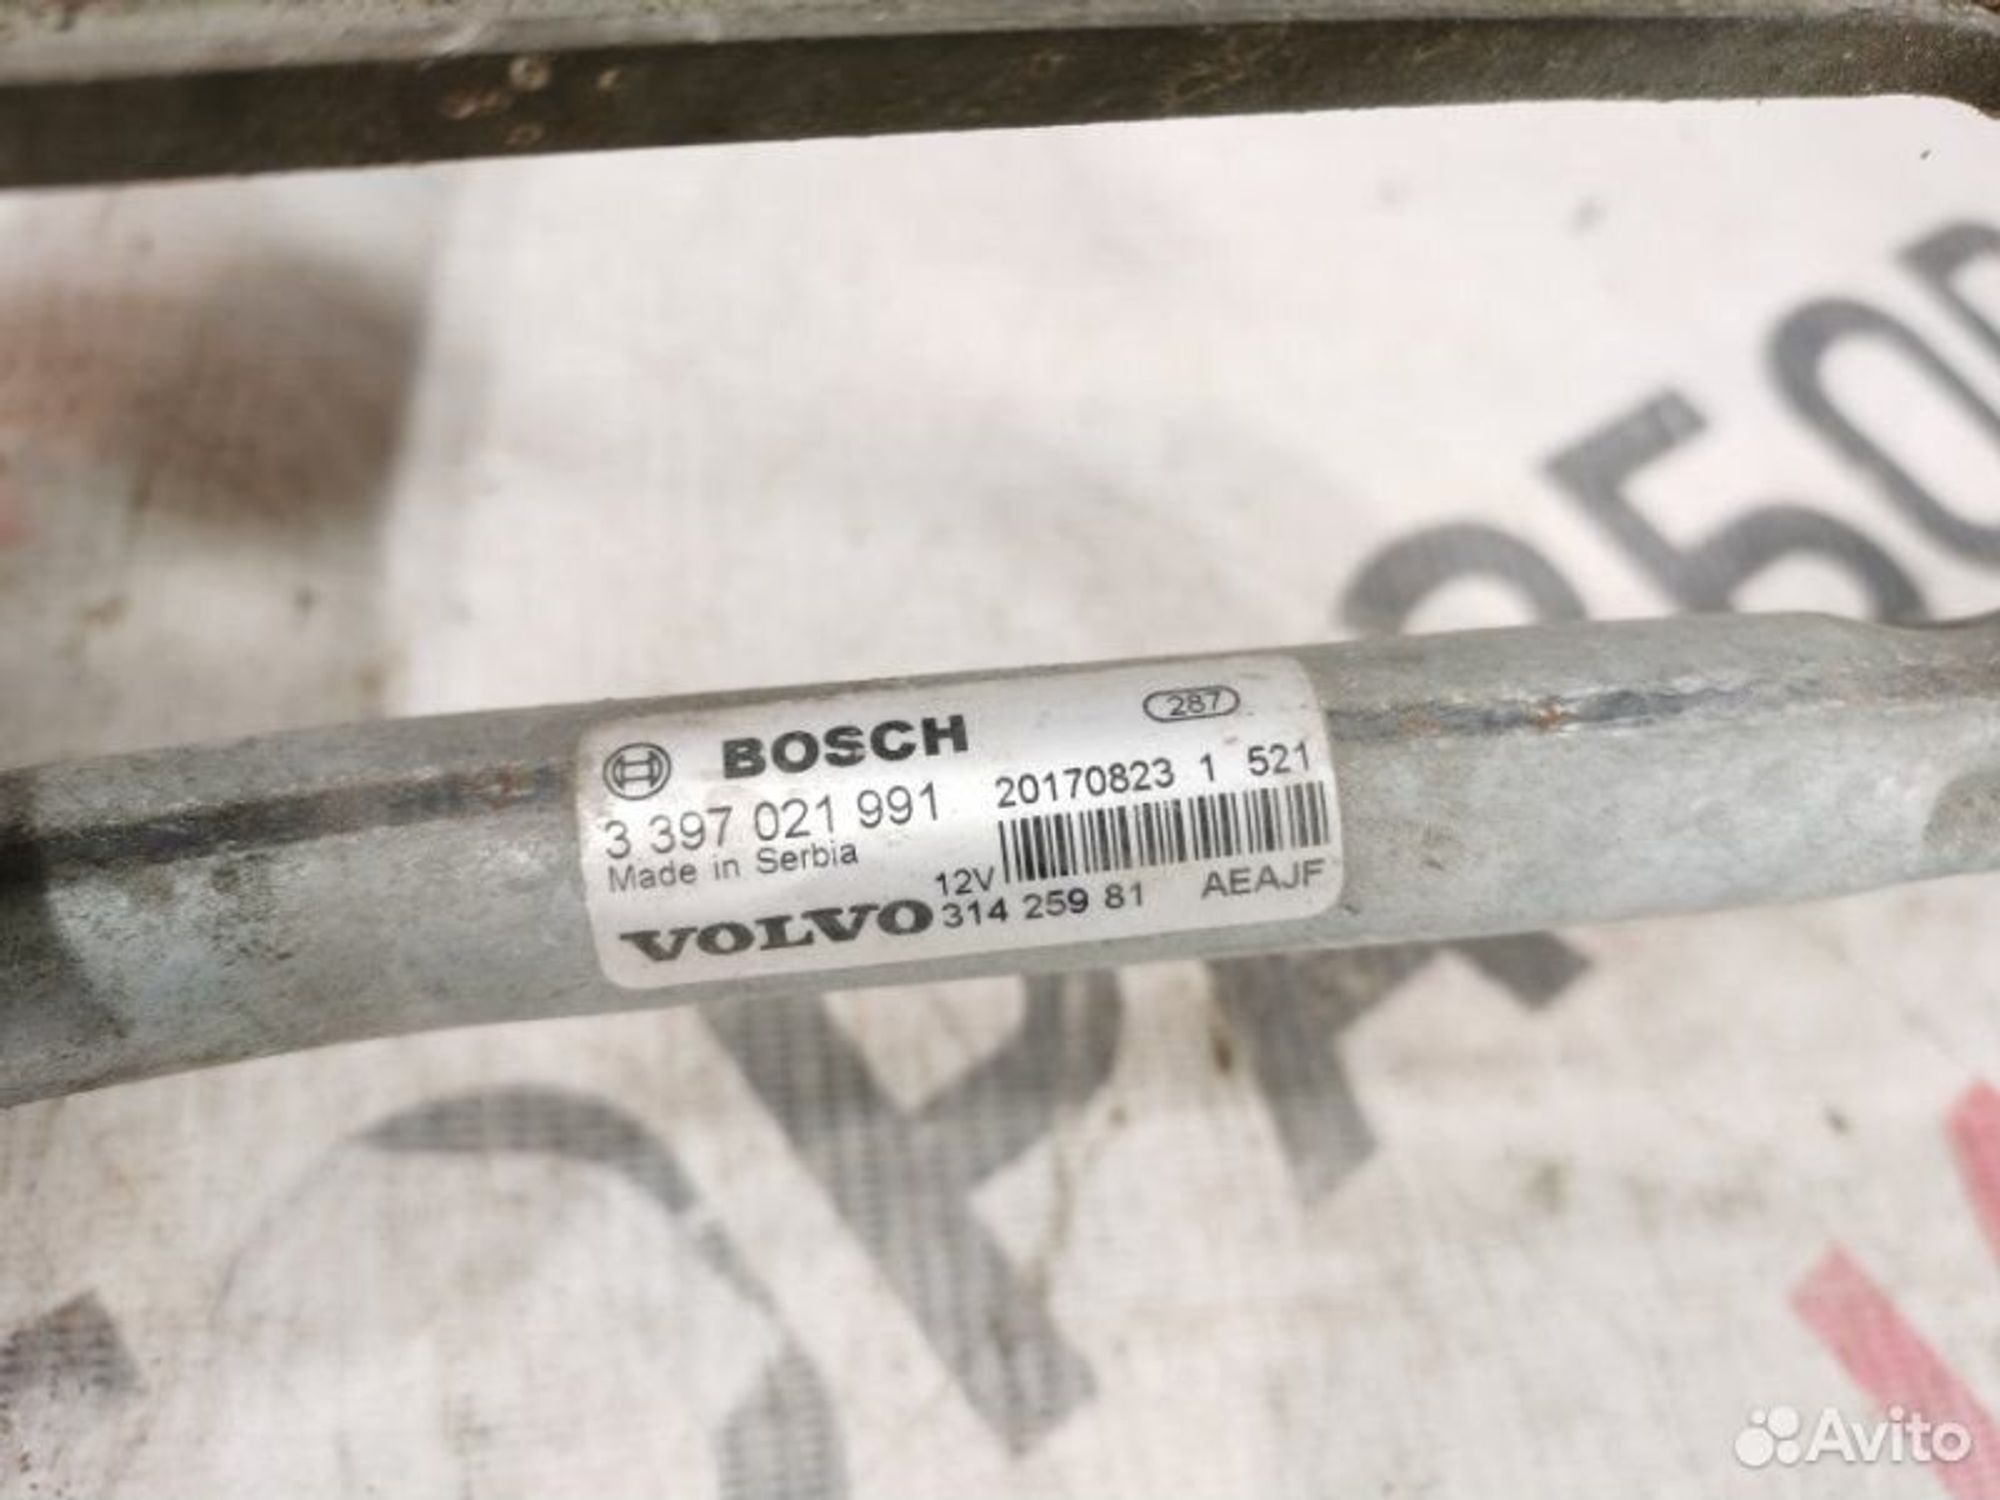 BOSCH 287
3 397 021 991 20170823 1 521
Made in Serbia 12V
VOLVO 314 259 81 AEAJF
Avito